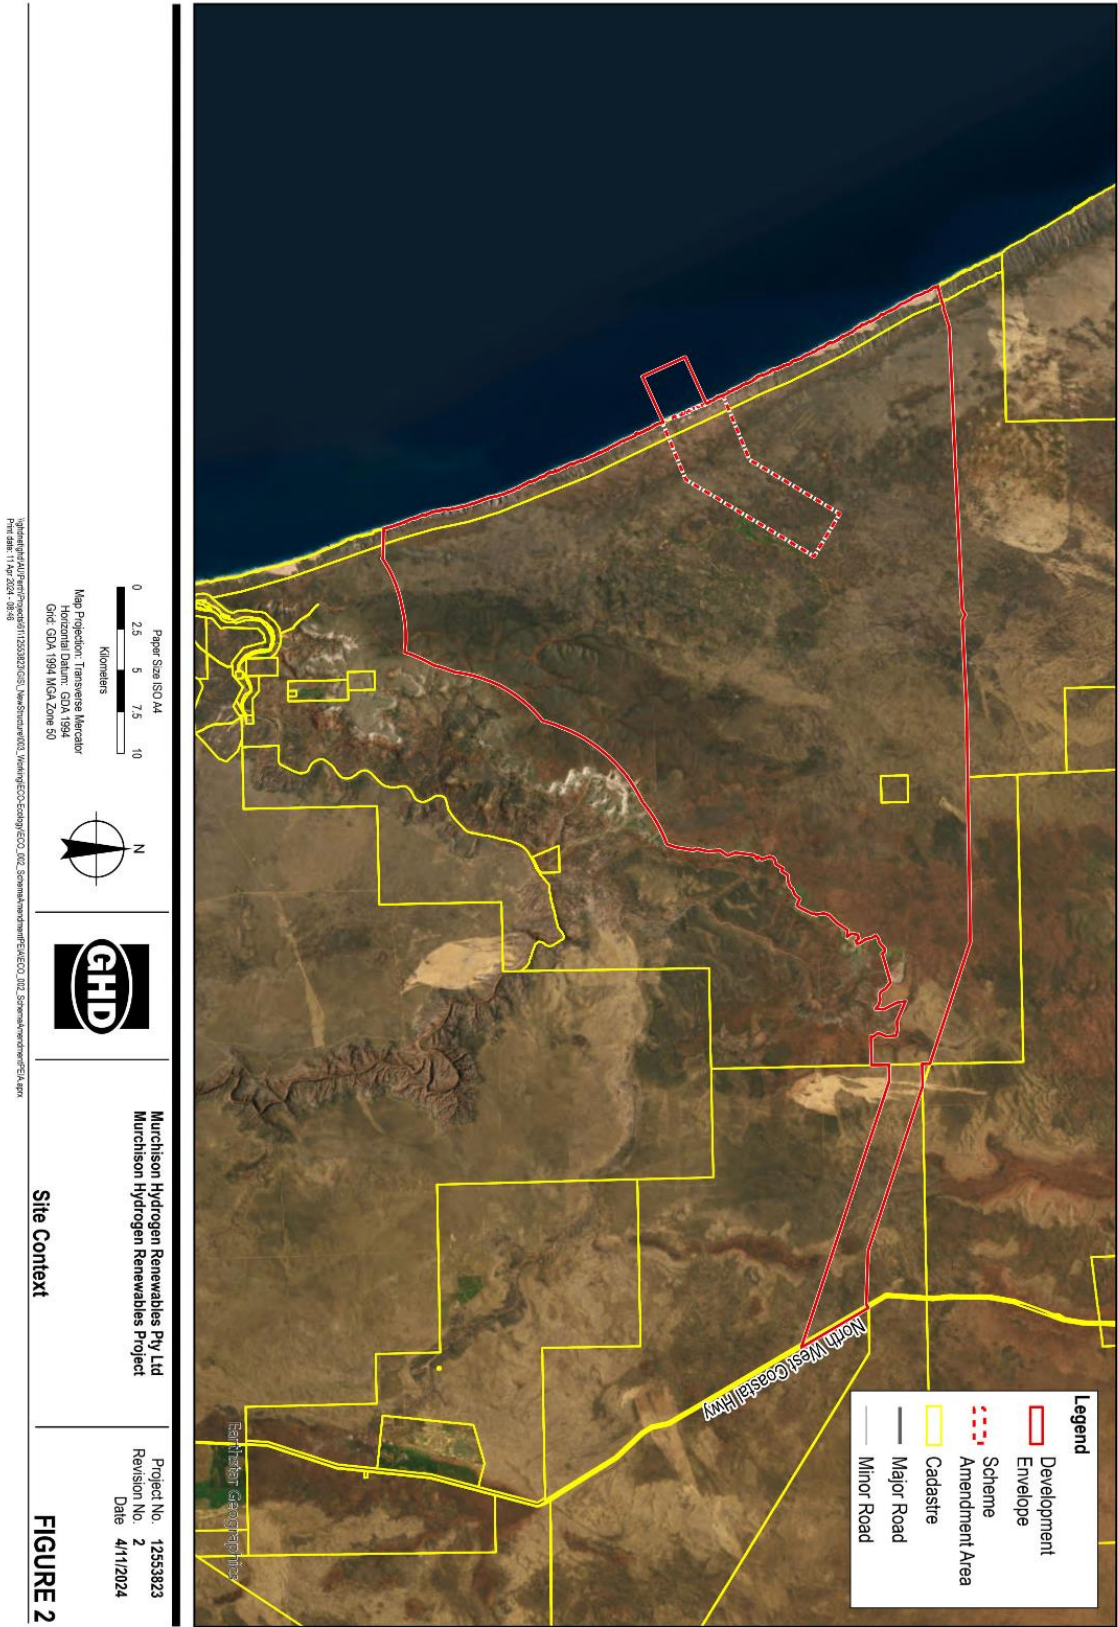 Legend
Development
Envelope
Scheme
Amendment Area
Cadastre
Major Road
Minor Road
North West Coastal Hwy
Earthstar Geographics
Paper Size ISO A4
0 2.5 5 7.5 10
Kilometers
Map Projection: Transverse Mercator
Horizontal Datum: GDA 1994
Grid: GDA 1994 MGA Zone 50
N
GHD
Murchison Hydrogen Renewables Pty Ltd
Murchison Hydrogen Renewables Project
Site Context
Project No. 12553823
Revision No. 2
Date 4/11/2024
FIGURE 2
Print date: 11 Apr 2024 - 08:46